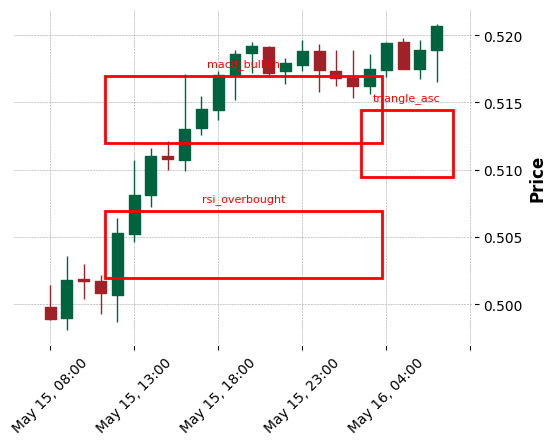 0.520
macd_bullish
triangle_asc
0.515
0.510
Price
rsi_overbought
0.505
0.500
May 15, 08:00
May 15, 13:00
May 15, 18:00
May 15, 23:00
May 16, 04:00